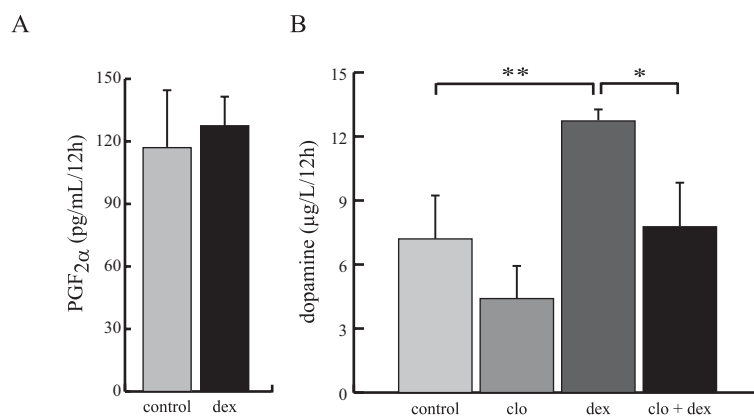 A
B
PGF2α (pg/mL/12h)
150
120
90
60
30
0
control
dex
dopamine (µg/L/12h)
15
12
9
6
3
0
**
*
control
clo
dex
clo + dex